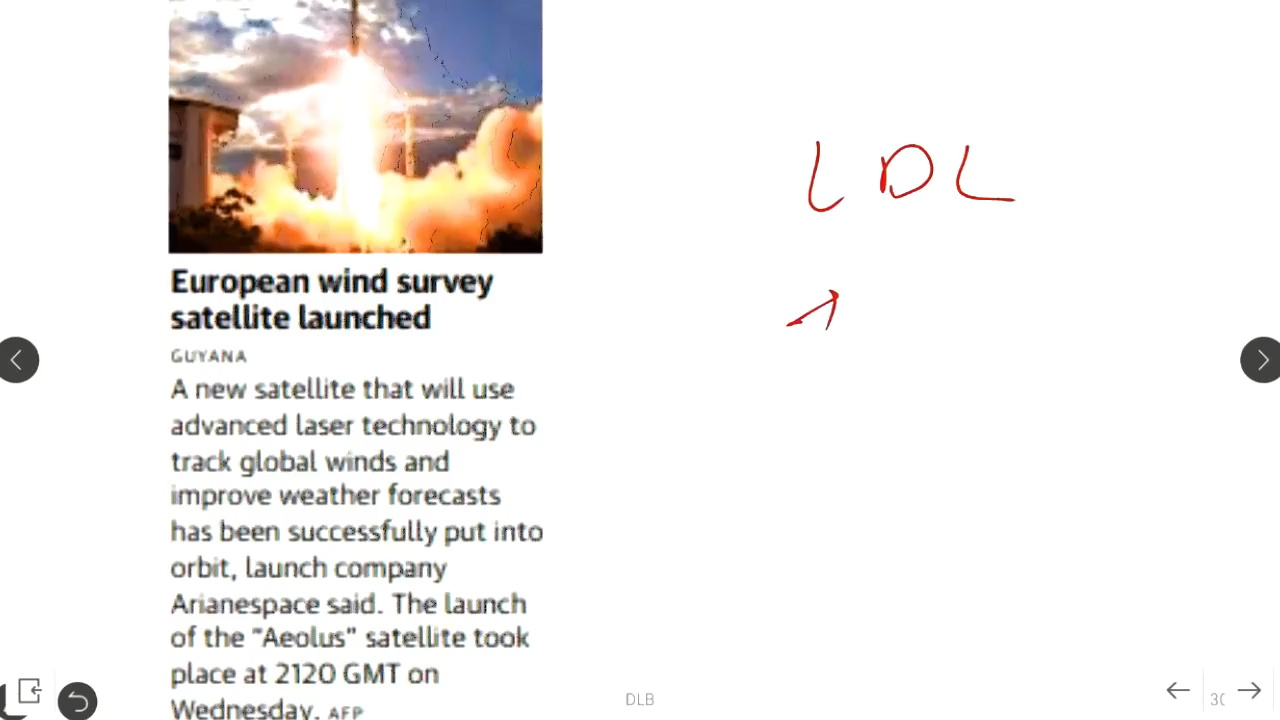 LDL
European wind survey
satellite launched
GUYANA
A new satellite that will use
advanced laser technology to
track global winds and
improve weather forecasts
has been successfully put into
orbit, launch company
Arianespace said. The launch
of the "Aeolus" satellite took
place at 2120 GMT on
Wednesday. AFP
DLB